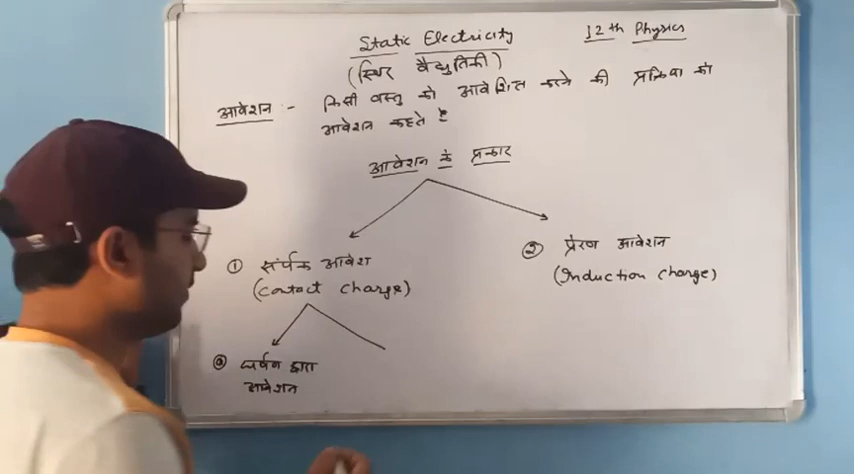 Static Electricity
12th Physics
(स्थिर वैद्युतिकी)
आवेशन :- किसी वस्तु को आवेशित करने की प्रक्रिया को
आवेशन कहते है
आवेशन के प्रकार
① संर्पक आवेश
(Contact charge)
② प्रेरण आवेशन
(Induction charge)
ⓐ घर्षण द्वारा
आवेशन